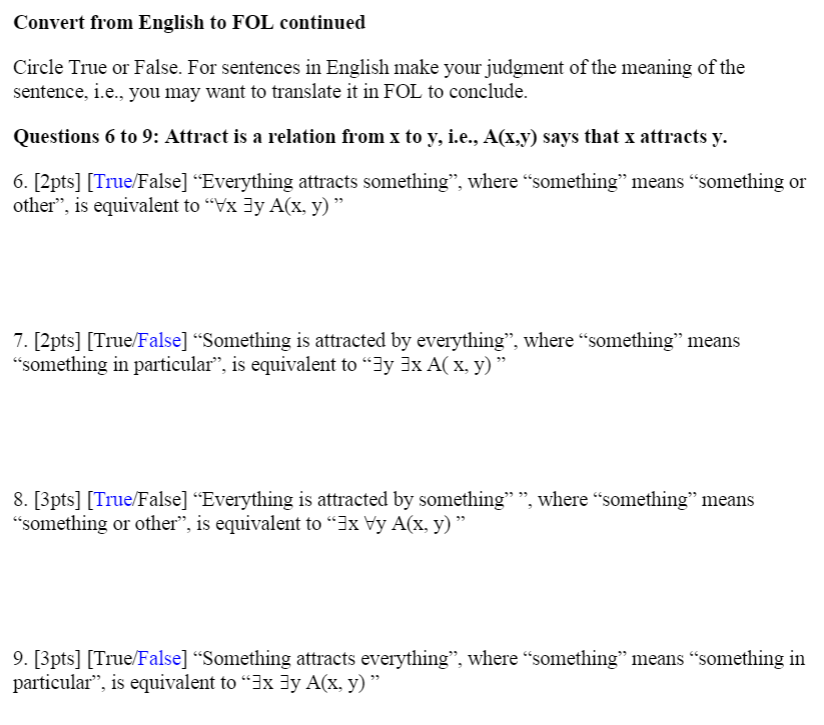 Convert from English to FOL continued
Circle True or False. For sentences in English make your judgment of the meaning of the
sentence, i.e., you may want to translate it in FOL to conclude.
Questions 6 to 9: Attract is a relation from x to y, i.e., A(x,y) says that x attracts y.
6. [2pts] [True/False] “Everything attracts something”, where “something” means “something or
other”, is equivalent to “∀x ∃y A(x, y) ”
7. [2pts] [True/False] “Something is attracted by everything”, where “something” means
“something in particular”, is equivalent to “∃y ∃x A( x, y) ”
8. [3pts] [True/False] “Everything is attracted by something” ”, where “something” means
“something or other”, is equivalent to “∃x ∀y A(x, y) ”
9. [3pts] [True/False] “Something attracts everything”, where “something” means “something in
particular”, is equivalent to “∃x ∃y A(x, y) ”